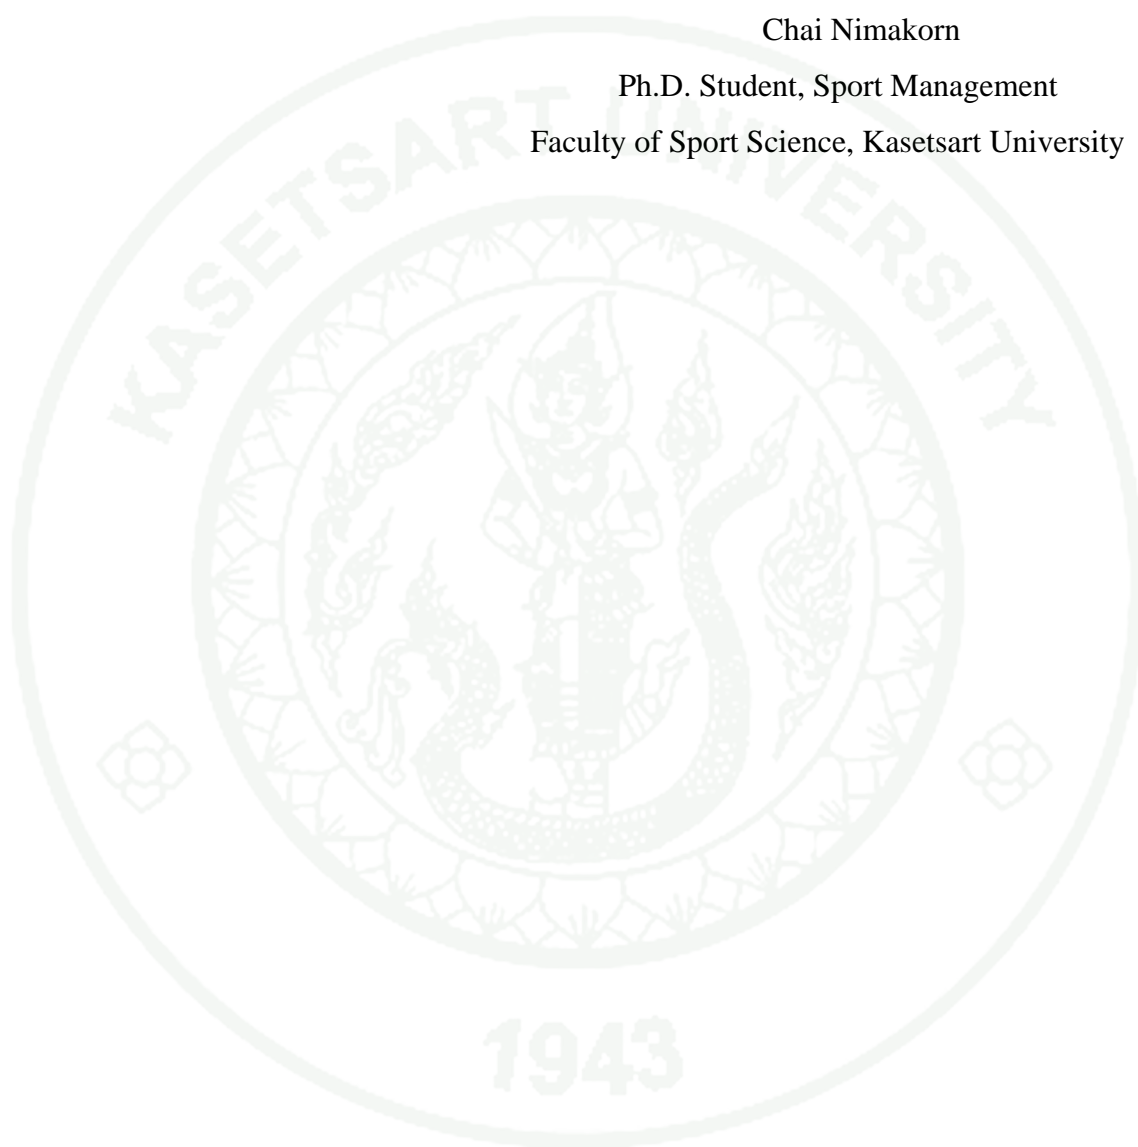 Chai Nimakorn
Ph.D. Student, Sport Management
Faculty of Sport Science, Kasetsart University
KASETSART UNIVERSITY
1943